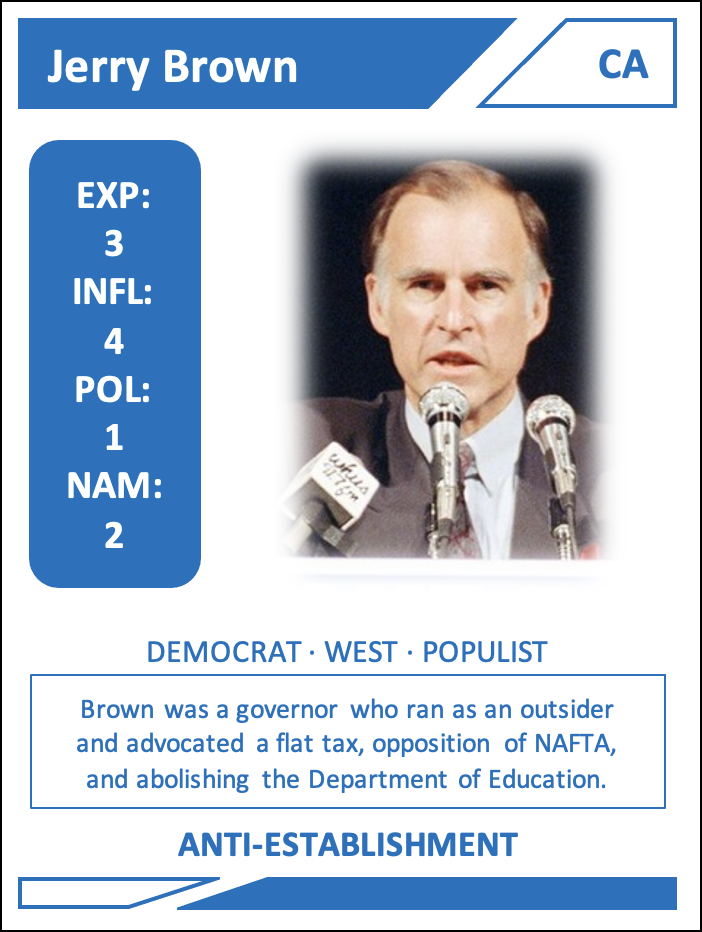 Jerry Brown
CA
EXP:
3
INFL:
4
POL:
1
NAM:
2
DEMOCRAT · WEST · POPULIST
Brown was a governor who ran as an outsider
and advocated a flat tax, opposition of NAFTA,
and abolishing the Department of Education.
ANTI-ESTABLISHMENT